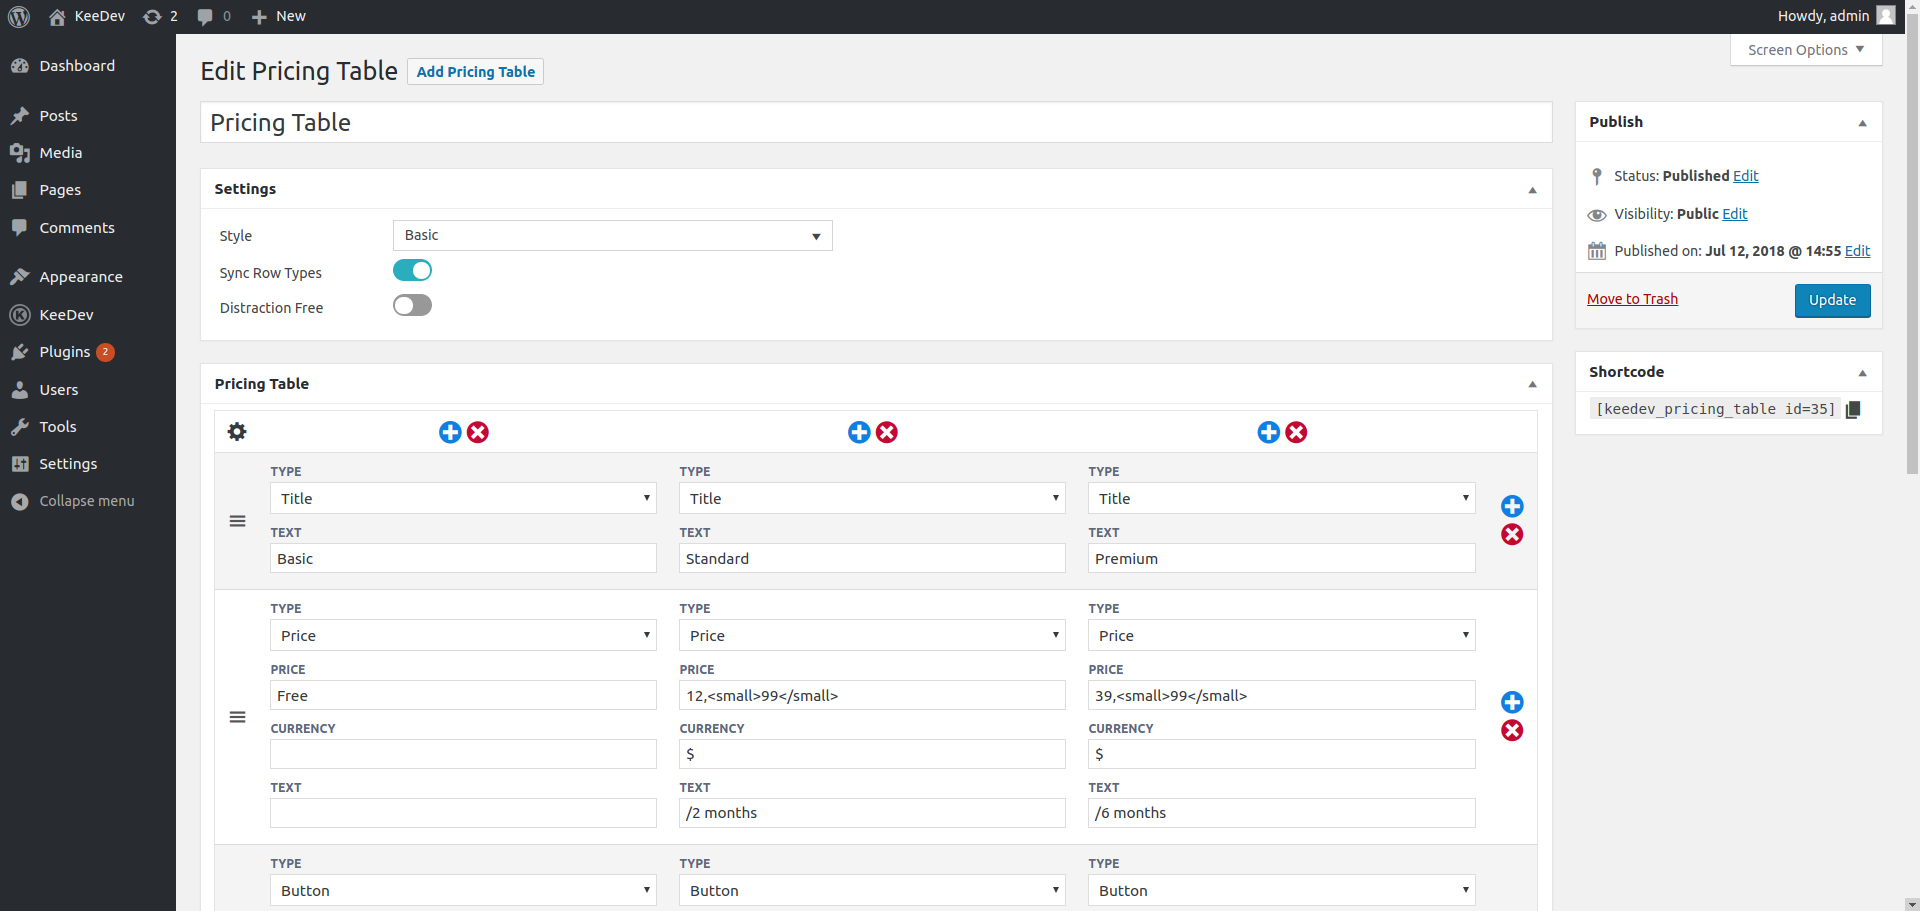 KeeDev 2 0 New Howdy, admin
Screen Options
Dashboard
Posts
Media
Pages
Comments
Appearance
KeeDev
Plugins 2
Users
Tools
Settings
Collapse menu
Edit Pricing Table Add Pricing Table
Pricing Table
Settings
Style Basic
Sync Row Types
Distraction Free
Pricing Table
TYPE TYPE TYPE
Title Title Title
TEXT TEXT TEXT
Basic Standard Premium
TYPE TYPE TYPE
Price Price Price
PRICE PRICE PRICE
Free 12,<small>99</small> 39,<small>99</small>
CURRENCY CURRENCY CURRENCY
$ $
TEXT TEXT TEXT
/2 months /6 months
TYPE TYPE TYPE
Button Button Button
Publish
Status: Published Edit
Visibility: Public Edit
Published on: Jul 12, 2018 @ 14:55 Edit
Move to Trash Update
Shortcode
[keedev_pricing_table id=35]